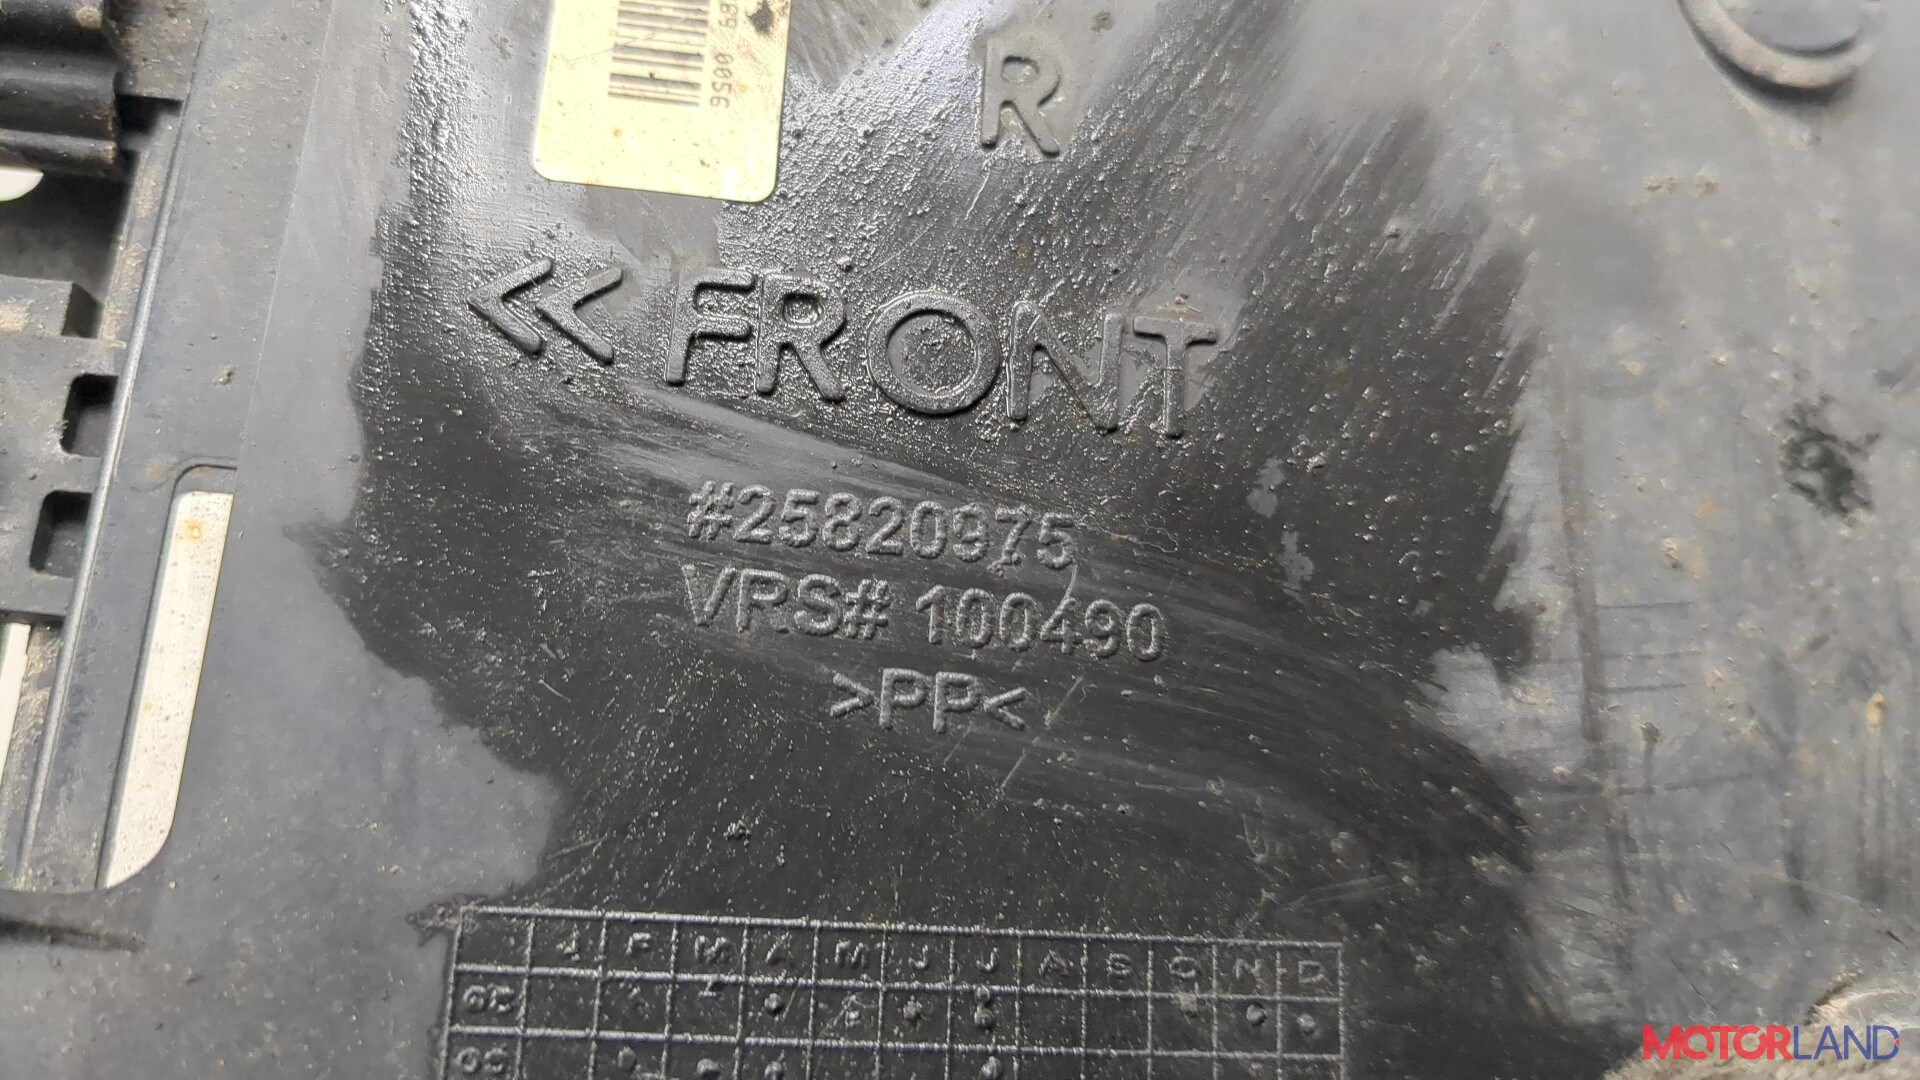 R
« FRONT
#25820975
VRS# 100490
>PP<
J F M A M J J A S O N D
MOTORLAND